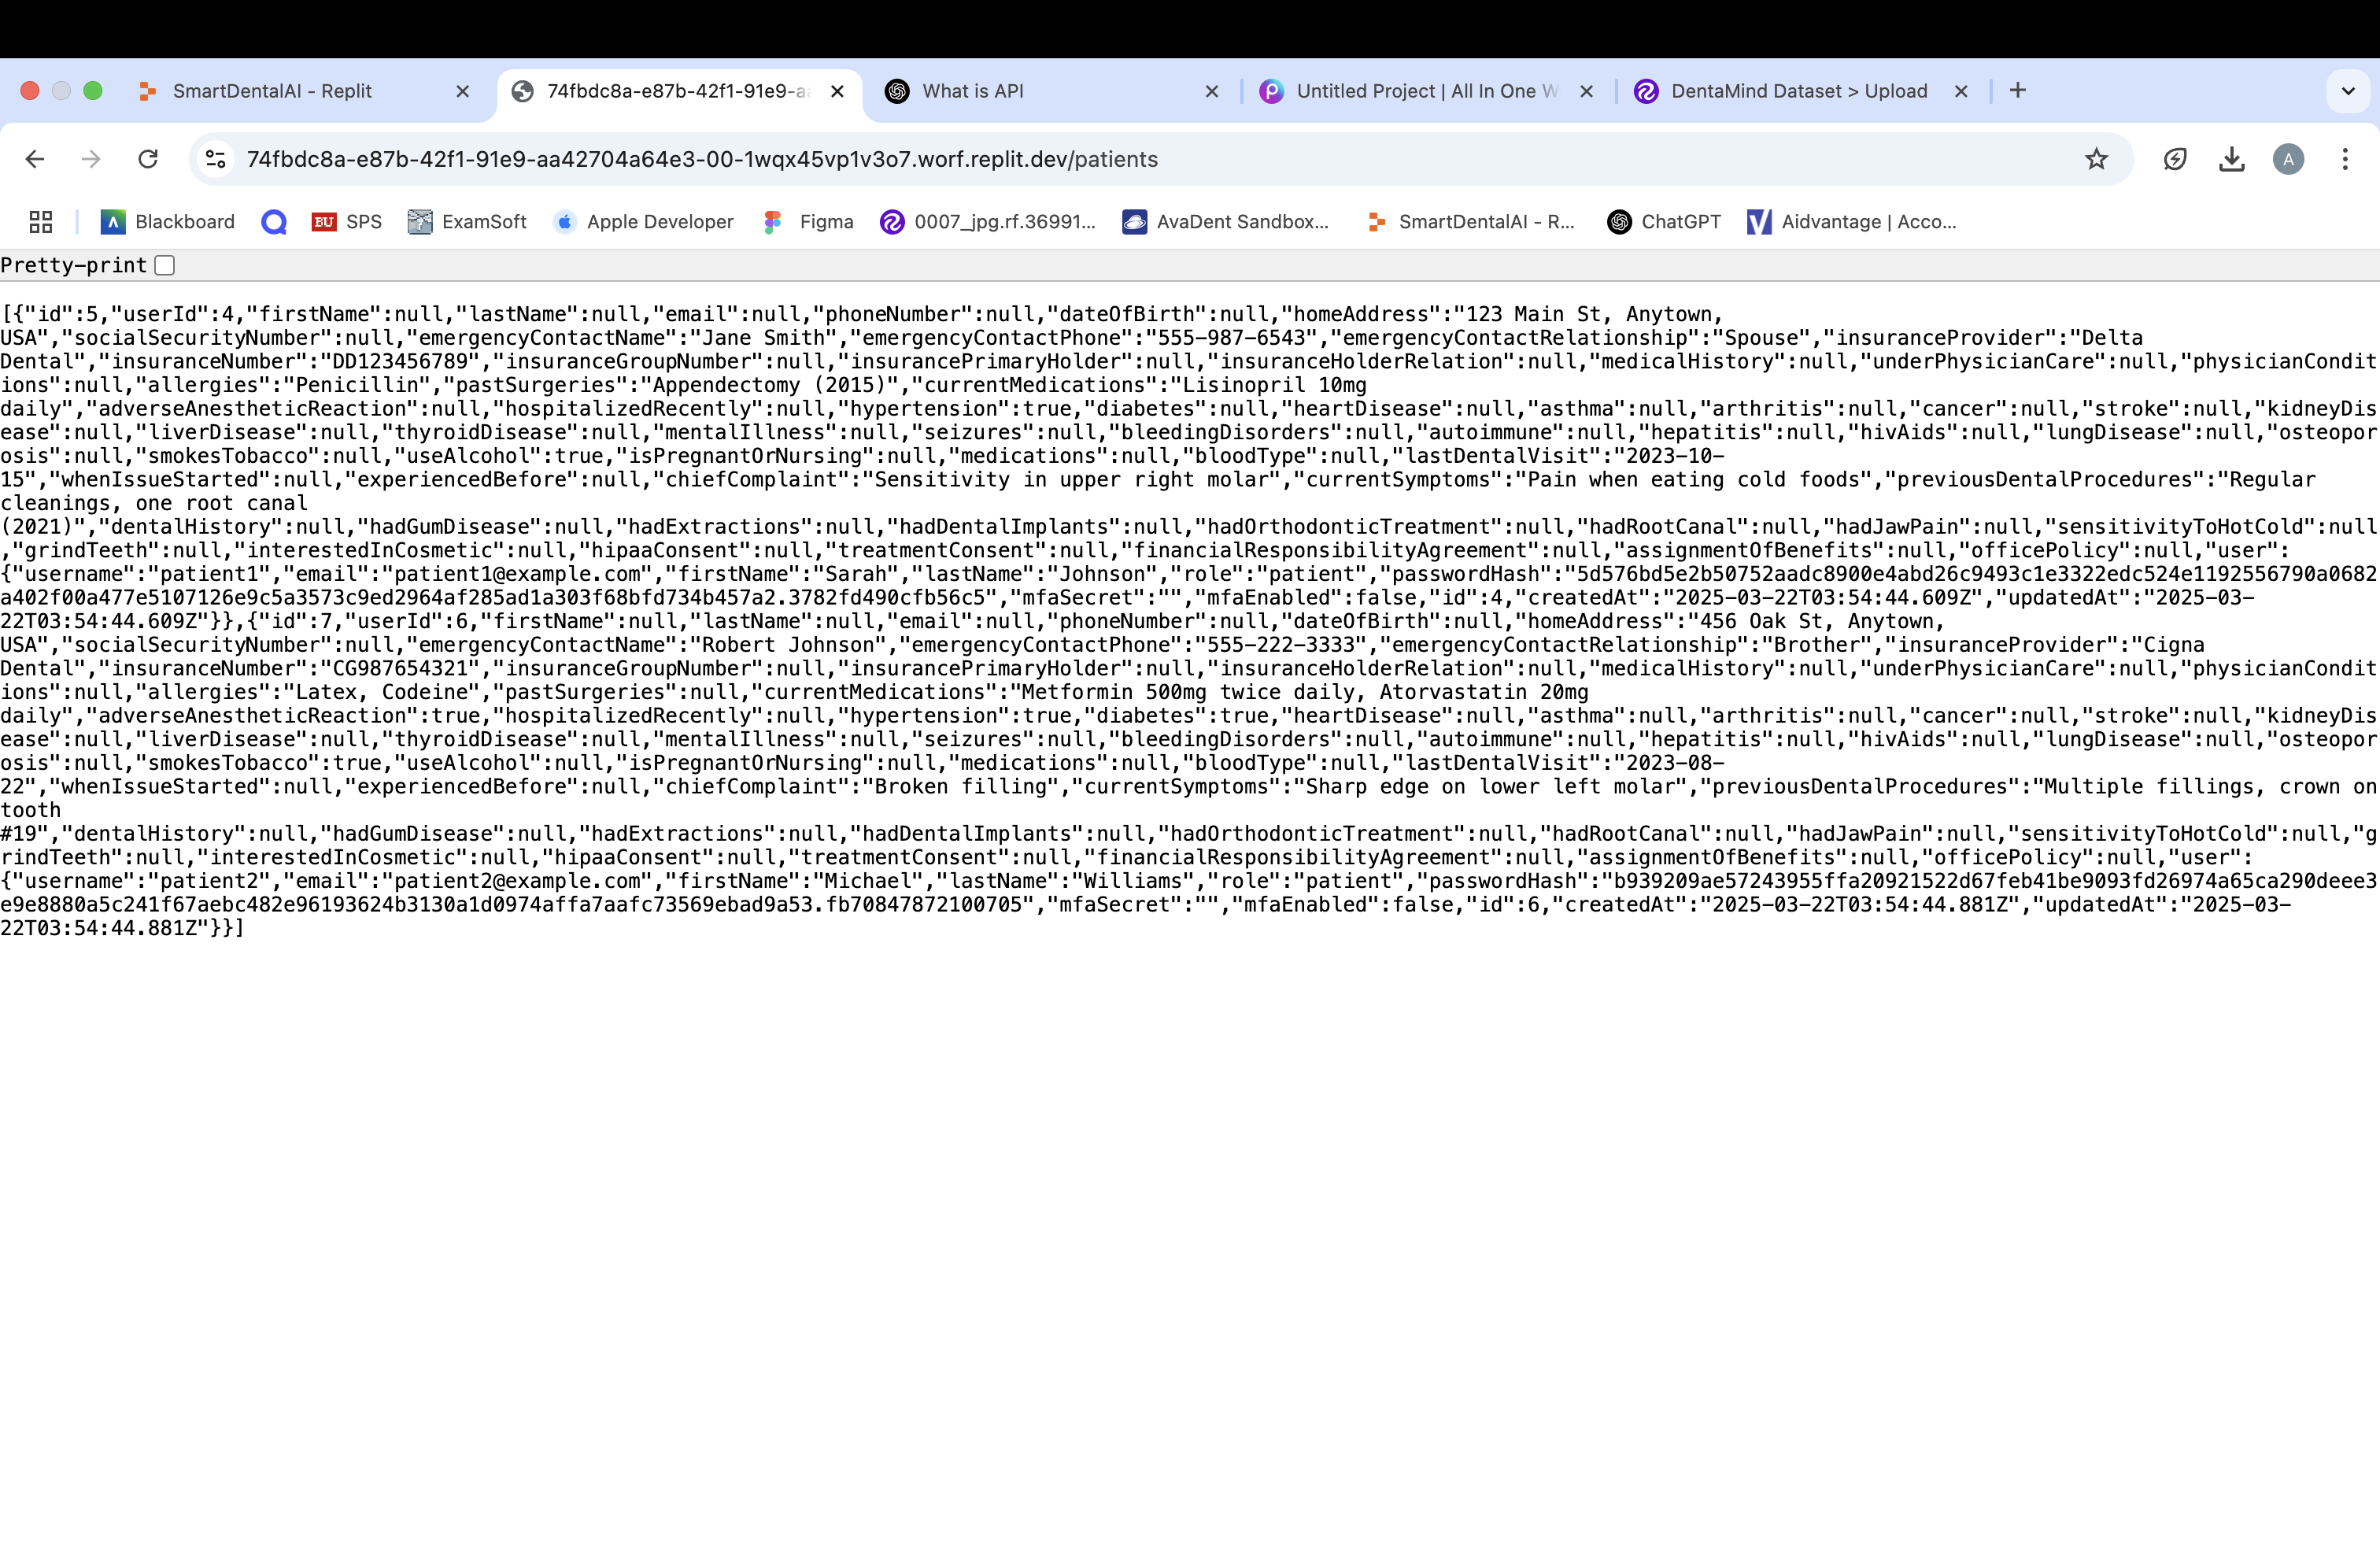 SmartDentalAI - Replit
74fbdc8a-e87b-42f1-91e9-aa
What is API
Untitled Project | All In One W
DentaMind Dataset > Upload
74fbdc8a-e87b-42f1-91e9-aa42704a64e3-00-1wqx45vp1v3o7.worf.replit.dev/patients
A
Blackboard
BU SPS
ExamSoft
Apple Developer
Figma
0007_jpg.rf.36991...
AvaDent Sandbox...
SmartDentalAI - R...
ChatGPT
Aidvantage | Acco...
Pretty-print
[{"id":5,"userId":4,"firstName":null,"lastName":null,"email":null,"phoneNumber":null,"dateOfBirth":null,"homeAddress":"123 Main St, Anytown,
USA","socialSecurityNumber":null,"emergencyContactName":"Jane Smith","emergencyContactPhone":"555-987-6543","emergencyContactRelationship":"Spouse","insuranceProvider":"Delta
Dental","insuranceNumber":"DD123456789","insuranceGroupNumber":null,"insurancePrimaryHolder":null,"insuranceHolderRelation":null,"medicalHistory":null,"underPhysicianCare":null,"physicianCondit
ions":null,"allergies":"Penicillin","pastSurgeries":"Appendectomy (2015)","currentMedications":"Lisinopril 10mg
daily","adverseAnestheticReaction":null,"hospitalizedRecently":null,"hypertension":true,"diabetes":null,"heartDisease":null,"asthma":null,"arthritis":null,"cancer":null,"stroke":null,"kidneyDis
ease":null,"liverDisease":null,"thyroidDisease":null,"mentalIllness":null,"seizures":null,"bleedingDisorders":null,"autoimmune":null,"hepatitis":null,"hivAids":null,"lungDisease":null,"osteopor
osis":null,"smokesTobacco":null,"useAlcohol":true,"isPregnantOrNursing":null,"medications":null,"bloodType":null,"lastDentalVisit":"2023-10-
15","whenIssueStarted":null,"experiencedBefore":null,"chiefComplaint":"Sensitivity in upper right molar","currentSymptoms":"Pain when eating cold foods","previousDentalProcedures":"Regular
cleanings, one root canal
(2021)","dentalHistory":null,"hadGumDisease":null,"hadExtractions":null,"hadDentalImplants":null,"hadOrthodonticTreatment":null,"hadRootCanal":null,"hadJawPain":null,"sensitivityToHotCold":null
,"grindTeeth":null,"interestedInCosmetic":null,"hipaaConsent":null,"treatmentConsent":null,"financialResponsibilityAgreement":null,"assignmentOfBenefits":null,"officePolicy":null,"user":
{"username":"patient1","email":"patient1@example.com","firstName":"Sarah","lastName":"Johnson","role":"patient","passwordHash":"5d576bd5e2b50752aadc8900e4abd26c9493c1e3322edc524e1192556790a0682
a402f00a477e5107126e9c5a3573c9ed2964af285ad1a303f68bfd734b457a2.3782fd490cfb56c5","mfaSecret":"","mfaEnabled":false,"id":4,"createdAt":"2025-03-22T03:54:44.609Z","updatedAt":"2025-03-
22T03:54:44.609Z"}},{"id":7,"userId":6,"firstName":null,"lastName":null,"email":null,"phoneNumber":null,"dateOfBirth":null,"homeAddress":"456 Oak St, Anytown,
USA","socialSecurityNumber":null,"emergencyContactName":"Robert Johnson","emergencyContactPhone":"555-222-3333","emergencyContactRelationship":"Brother","insuranceProvider":"Cigna
Dental","insuranceNumber":"CG987654321","insuranceGroupNumber":null,"insurancePrimaryHolder":null,"insuranceHolderRelation":null,"medicalHistory":null,"underPhysicianCare":null,"physicianCondit
ions":null,"allergies":"Latex, Codeine","pastSurgeries":null,"currentMedications":"Metformin 500mg twice daily, Atorvastatin 20mg
daily","adverseAnestheticReaction":true,"hospitalizedRecently":null,"hypertension":true,"diabetes":true,"heartDisease":null,"asthma":null,"arthritis":null,"cancer":null,"stroke":null,"kidneyDis
ease":null,"liverDisease":null,"thyroidDisease":null,"mentalIllness":null,"seizures":null,"bleedingDisorders":null,"autoimmune":null,"hepatitis":null,"hivAids":null,"lungDisease":null,"osteopor
osis":null,"smokesTobacco":true,"useAlcohol":null,"isPregnantOrNursing":null,"medications":null,"bloodType":null,"lastDentalVisit":"2023-08-
22","whenIssueStarted":null,"experiencedBefore":null,"chiefComplaint":"Broken filling","currentSymptoms":"Sharp edge on lower left molar","previousDentalProcedures":"Multiple fillings, crown on
tooth
#19","dentalHistory":null,"hadGumDisease":null,"hadExtractions":null,"hadDentalImplants":null,"hadOrthodonticTreatment":null,"hadRootCanal":null,"hadJawPain":null,"sensitivityToHotCold":null,"g
rindTeeth":null,"interestedInCosmetic":null,"hipaaConsent":null,"treatmentConsent":null,"financialResponsibilityAgreement":null,"assignmentOfBenefits":null,"officePolicy":null,"user":
{"username":"patient2","email":"patient2@example.com","firstName":"Michael","lastName":"Williams","role":"patient","passwordHash":"b939209ae57243955ffa20921522d67feb41be9093fd26974a65ca290deee3
e9e8880a5c241f67aebc482e96193624b3130a1d0974affa7aafc73569ebad9a53.fb70847872100705","mfaSecret":"","mfaEnabled":false,"id":6,"createdAt":"2025-03-22T03:54:44.881Z","updatedAt":"2025-03-
22T03:54:44.881Z"}}]